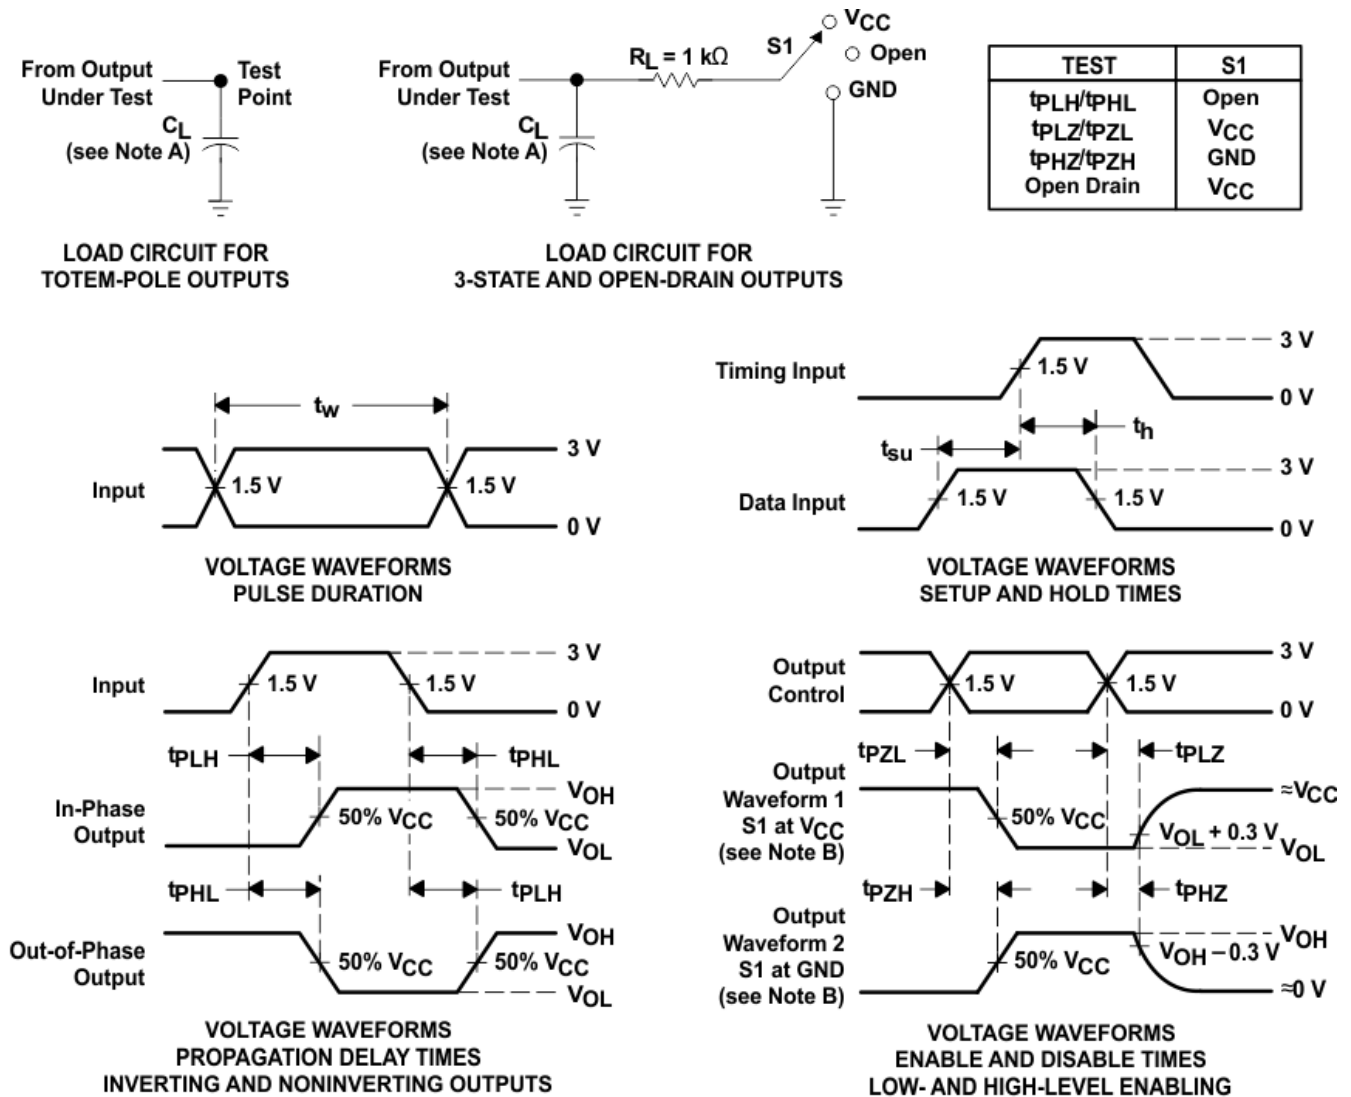 From Output
Under Test
Test
Point
CL
(see Note A)
LOAD CIRCUIT FOR
TOTEM-POLE OUTPUTS
From Output
Under Test
RL = 1 kΩ
S1
VCC
Open
GND
CL
(see Note A)
LOAD CIRCUIT FOR
3-STATE AND OPEN-DRAIN OUTPUTS
TEST S1
tPLH/tPHL Open
tPLZ/tPZL VCC
tPHZ/tPZH GND
Open Drain VCC
tw
Input
1.5 V 1.5 V
3 V
0 V
VOLTAGE WAVEFORMS
PULSE DURATION
Timing Input
1.5 V
3 V
0 V
tsu
th
Data Input
1.5 V 1.5 V
3 V
0 V
VOLTAGE WAVEFORMS
SETUP AND HOLD TIMES
Input
1.5 V 1.5 V
3 V
0 V
tPLH tPHL
In-Phase
Output
50% VCC 50% VCC
VOH
VOL
tPHL tPLH
Out-of-Phase
Output
50% VCC 50% VCC
VOH
VOL
VOLTAGE WAVEFORMS
PROPAGATION DELAY TIMES
INVERTING AND NONINVERTING OUTPUTS
Output
Control
1.5 V 1.5 V
3 V
0 V
tPZL tPLZ
Output
Waveform 1
S1 at VCC
(see Note B)
50% VCC
VOL + 0.3 V
≈VCC
VOL
tPZH tPHZ
Output
Waveform 2
S1 at GND
(see Note B)
50% VCC
VOH − 0.3 V
VOH
≈0 V
VOLTAGE WAVEFORMS
ENABLE AND DISABLE TIMES
LOW- AND HIGH-LEVEL ENABLING